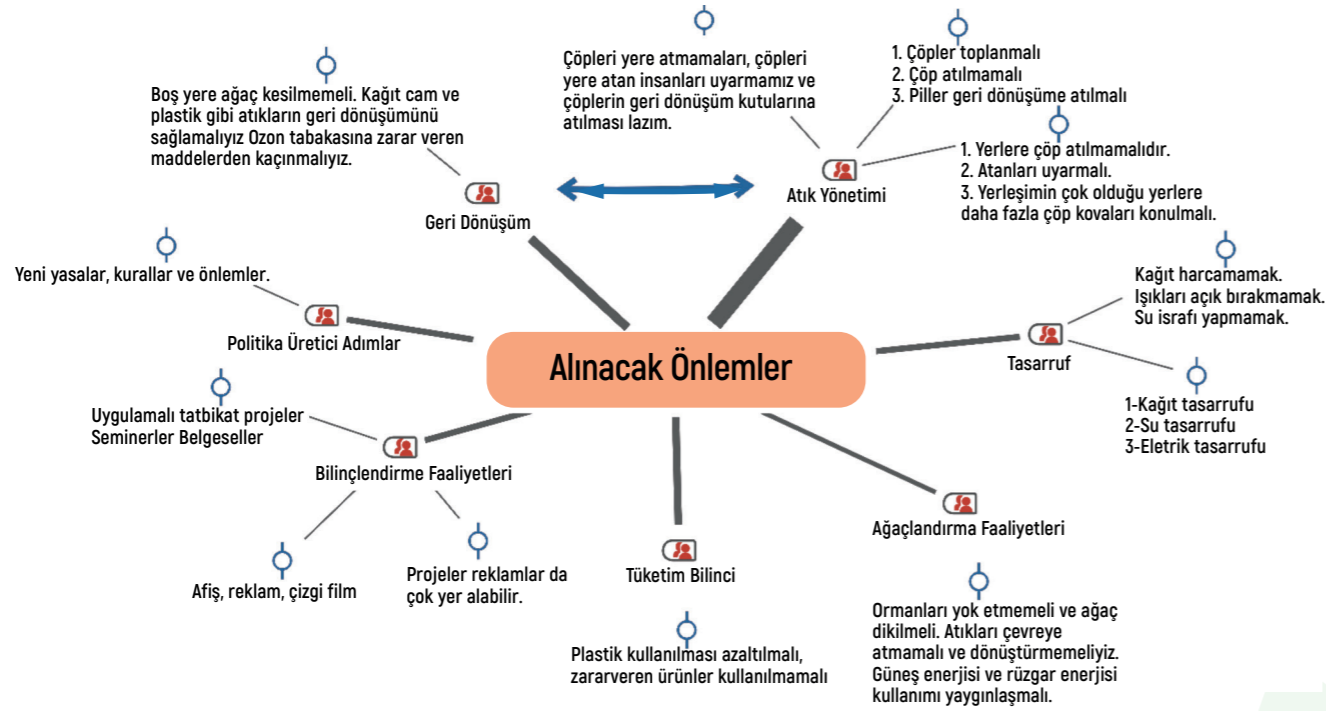 Çöpleri yere atmamaları, çöpleri
yere atan insanları uyarmamız ve
çöplerin geri dönüşüm kutularına
atılması lazım.
1. Çöpler toplanmalı
2. Çöp atılmamalı
3. Piller geri dönüşüme atılmalı
Boş yere ağaç kesilmemeli. Kağıt cam ve
plastik gibi atıkların geri dönüşümünü
sağlamalıyız Ozon tabakasına zarar veren
maddelerden kaçınmalıyız.
1. Yerlere çöp atılmamalıdır.
2. Atanları uyarmalı.
3. Yerleşimin çok olduğu yerlere
daha fazla çöp kovaları konulmalı.
Atık Yönetimi
Geri Dönüşüm
Yeni yasalar, kurallar ve önlemler.
Politika Üretici Adımlar
Kağıt harcamamak.
Işıkları açık bırakmamak.
Su israfı yapmamak.
Tasarruf
Alınacak Önlemler
1-Kağıt tasarrufu
2-Su tasarrufu
3-Eletrik tasarrufu
Uygulamalı tatbikat projeler
Seminerler Belgeseller
Bilinçlendirme Faaliyetleri
Afiş, reklam, çizgi film
Projeler reklamlar da
çok yer alabilir.
Tüketim Bilinci
Plastik kullanılması azaltılmalı,
zararveren ürünler kullanılmamalı
Ağaçlandırma Faaliyetleri
Ormanları yok etmemeli ve ağaç
dikilmeli. Atıkları çevreye
atmamalı ve dönüştürmemeliyiz.
Güneş enerjisi ve rüzgar enerjisi
kullanımı yaygınlaşmalı.